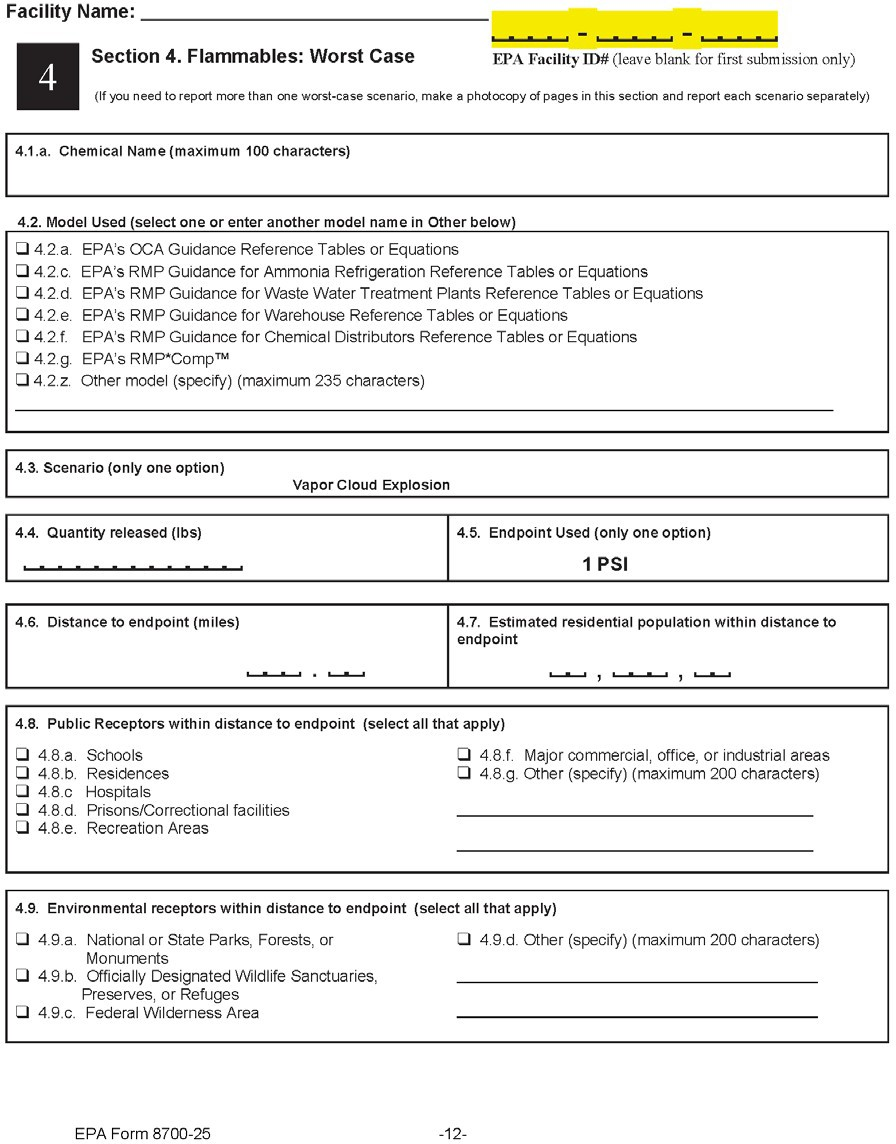 Facility Name:
EPA Facility ID# (leave blank for first submission only)
4
Section 4. Flammables: Worst Case
(If you need to report more than one worst-case scenario, make a photocopy of pages in this section and report each scenario separately)
4.1.a. Chemical Name (maximum 100 characters)
4.2. Model Used (select one or enter another model name in Other below)
4.2.a. EPA's OCA Guidance Reference Tables or Equations
4.2.c. EPA's RMP Guidance for Ammonia Refrigeration Reference Tables or Equations
4.2.d. EPA's RMP Guidance for Waste Water Treatment Plants Reference Tables or Equations
4.2.e. EPA's RMP Guidance for Warehouse Reference Tables or Equations
4.2.f. EPA's RMP Guidance for Chemical Distributors Reference Tables or Equations
4.2.g. EPA's RMP*Comp™
4.2.z. Other model (specify) (maximum 235 characters)
4.3. Scenario (only one option)
Vapor Cloud Explosion
4.4. Quantity released (lbs)
4.5. Endpoint Used (only one option)
1 PSI
4.6. Distance to endpoint (miles)
4.7. Estimated residential population within distance to
endpoint
4.8. Public Receptors within distance to endpoint (select all that apply)
4.8.a. Schools
4.8.b. Residences
4.8.c Hospitals
4.8.d. Prisons/Correctional facilities
4.8.e. Recreation Areas
4.8.f. Major commercial, office, or industrial areas
4.8.g. Other (specify) (maximum 200 characters)
4.9. Environmental receptors within distance to endpoint (select all that apply)
4.9.a. National or State Parks, Forests, or
Monuments
4.9.b. Officially Designated Wildlife Sanctuaries,
Preserves, or Refuges
4.9.c. Federal Wilderness Area
4.9.d. Other (specify) (maximum 200 characters)
EPA Form 8700-25
-12-